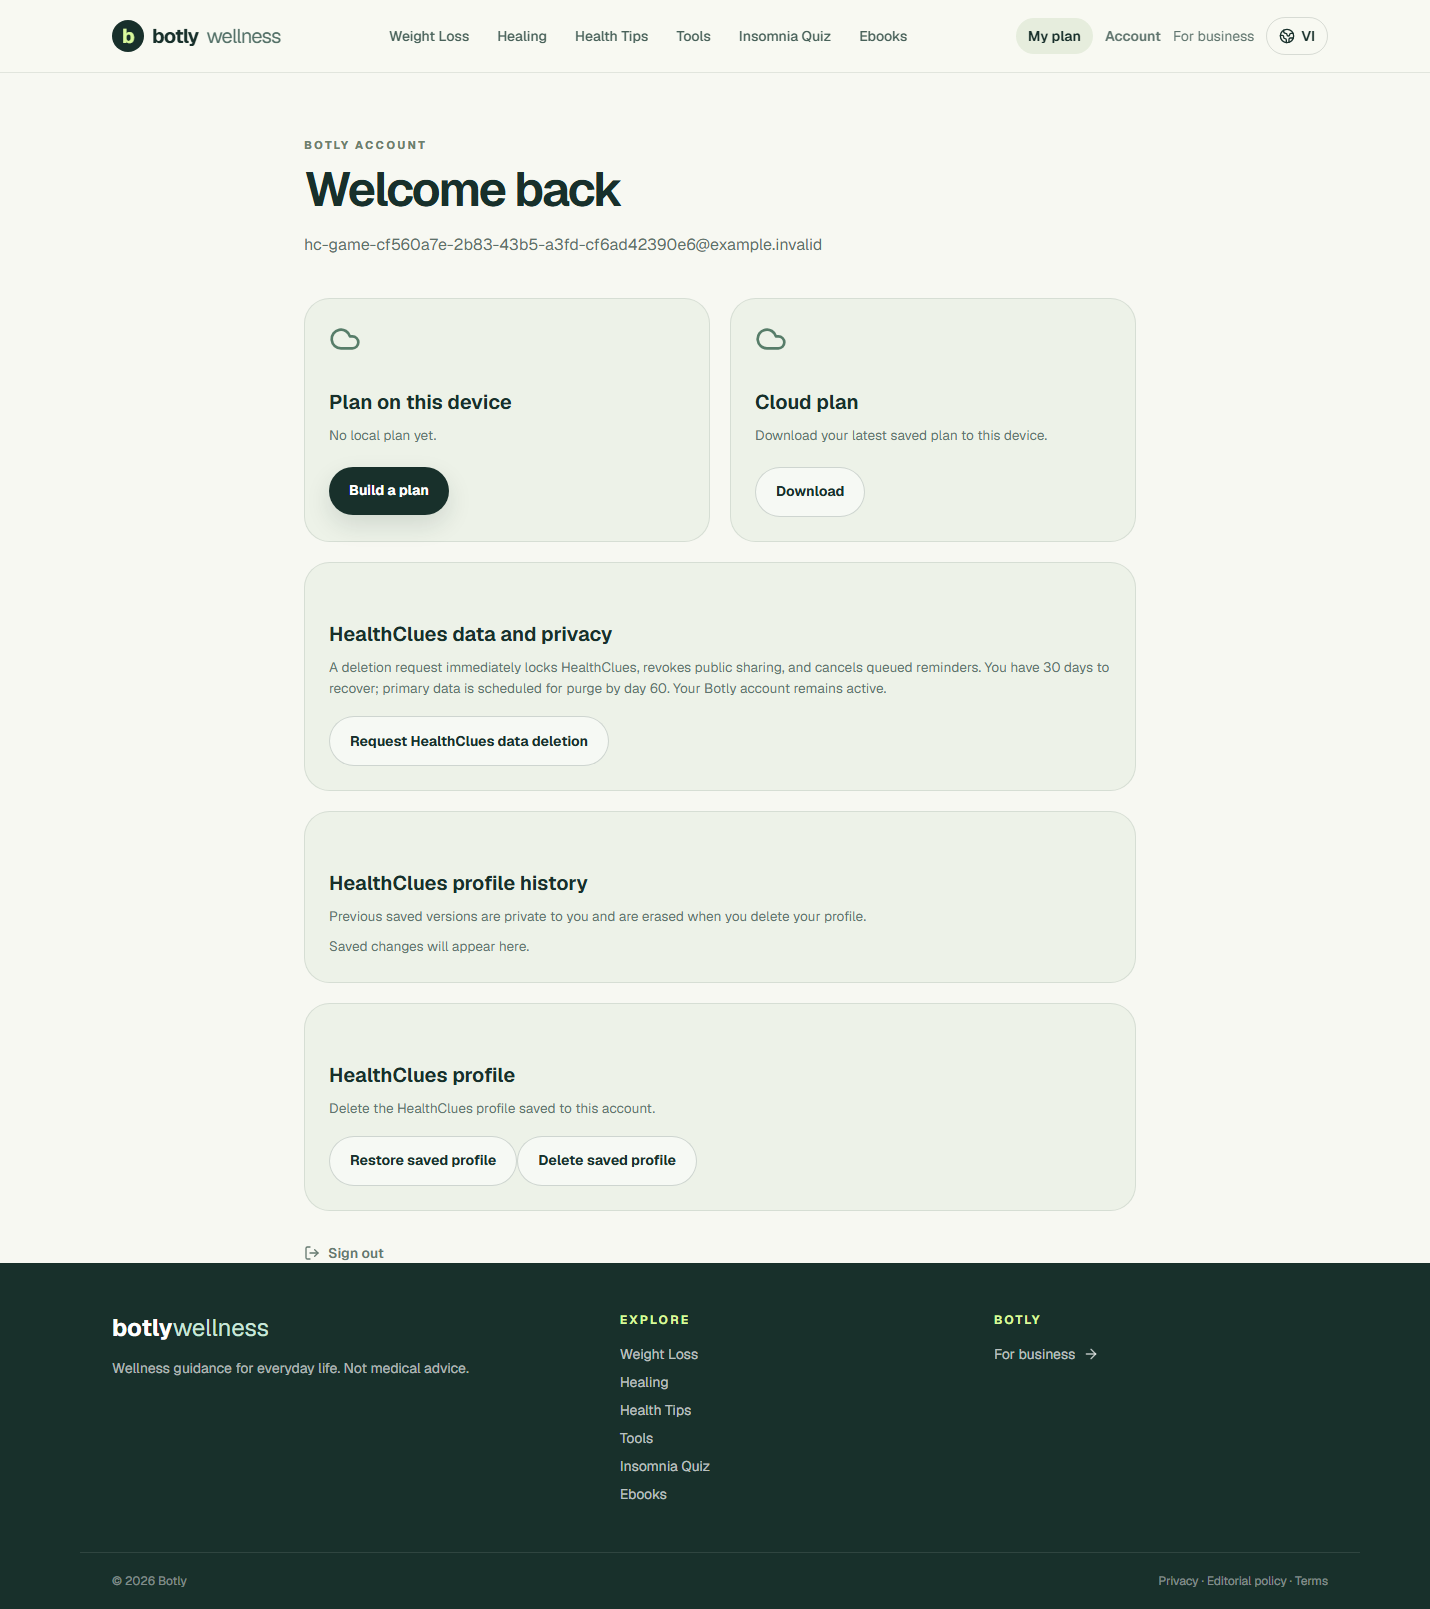 b botly wellness
Weight Loss Healing Health Tips Tools Insomnia Quiz Ebooks
My plan Account For business VI
BOTLY ACCOUNT
Welcome back
hc-game-cf560a7e-2b83-43b5-a3fd-cf6ad42390e6@example.invalid
Plan on this device
No local plan yet.
Build a plan
Cloud plan
Download your latest saved plan to this device.
Download
HealthClues data and privacy
A deletion request immediately locks HealthClues, revokes public sharing, and cancels queued reminders. You have 30 days to
recover; primary data is scheduled for purge by day 60. Your Botly account remains active.
Request HealthClues data deletion
HealthClues profile history
Previous saved versions are private to you and are erased when you delete your profile.
Saved changes will appear here.
HealthClues profile
Delete the HealthClues profile saved to this account.
Restore saved profile Delete saved profile
Sign out
botlywellness
Wellness guidance for everyday life. Not medical advice.
EXPLORE
Weight Loss
Healing
Health Tips
Tools
Insomnia Quiz
Ebooks
BOTLY
For business →
© 2026 Botly
Privacy · Editorial policy · Terms